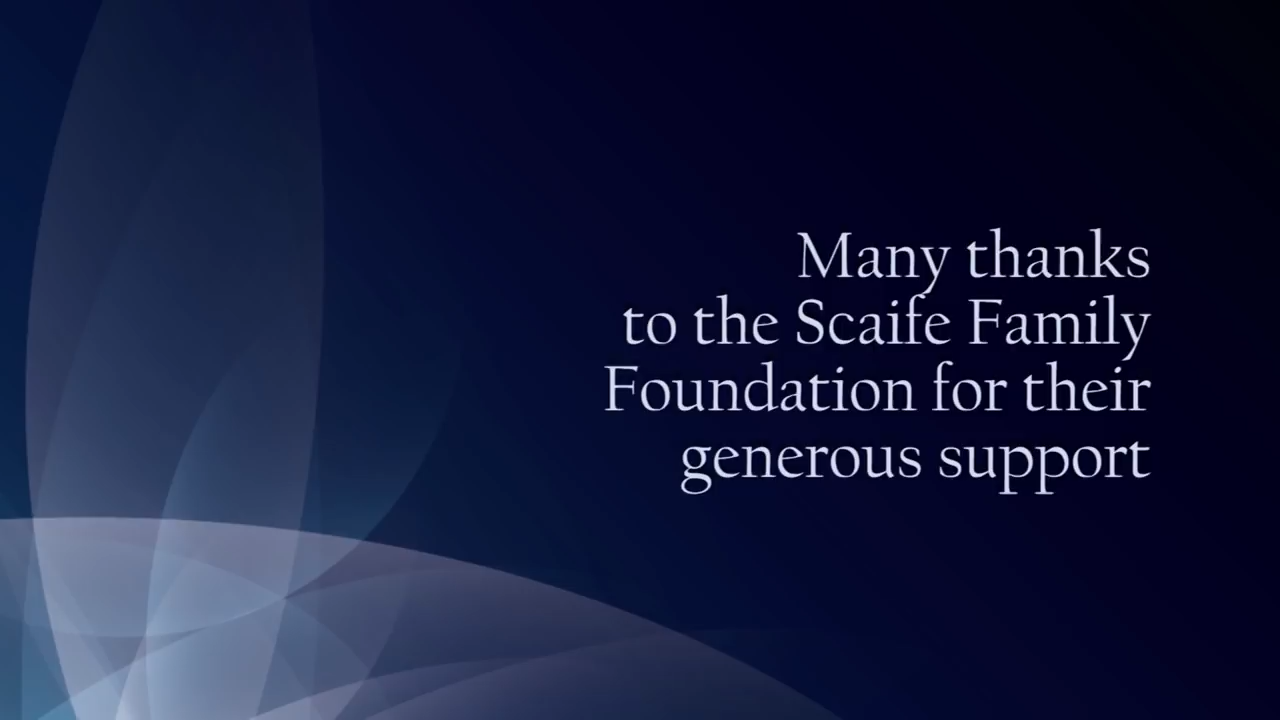 Many thanks
to the Scaife Family
Foundation for their
generous support